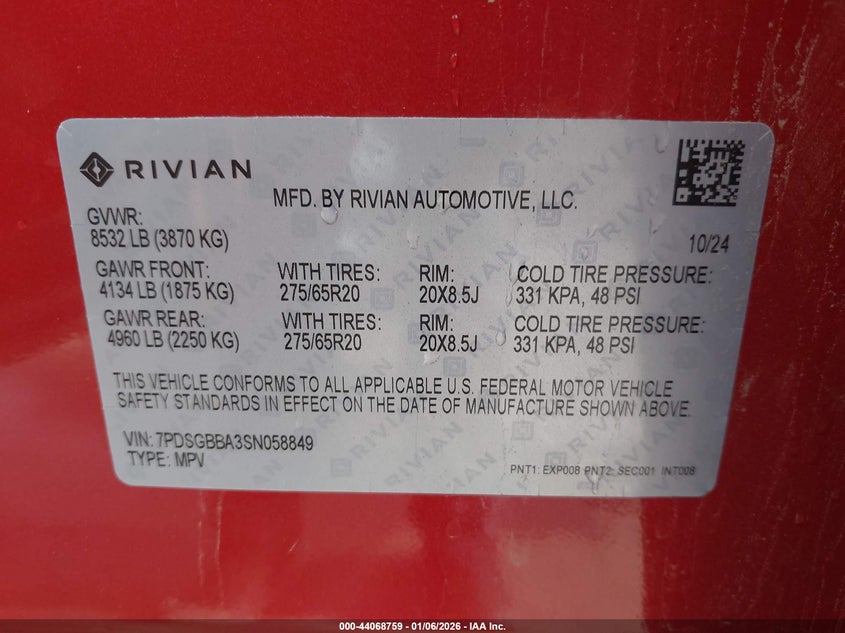 RIVIAN
MFD. BY RIVIAN AUTOMOTIVE, LLC.
GVWR:
8532 LB (3870 KG)
10/24
GAWR FRONT: WITH TIRES: RIM: COLD TIRE PRESSURE:
4134 LB (1875 KG) 275/65R20 20X8.5J 331 KPA, 48 PSI
GAWR REAR: WITH TIRES: RIM: COLD TIRE PRESSURE:
4960 LB (2250 KG) 275/65R20 20X8.5J 331 KPA, 48 PSI
THIS VEHICLE CONFORMS TO ALL APPLICABLE U.S. FEDERAL MOTOR VEHICLE
SAFETY STANDARDS IN EFFECT ON THE DATE OF MANUFACTURE SHOWN ABOVE.
VIN: 7PDSGBBA3SN058849
TYPE: MPV
PNT1: EXP008 PNT2: SEC001 INT008
000-44068759 - 01/06/2026 - IAA Inc.